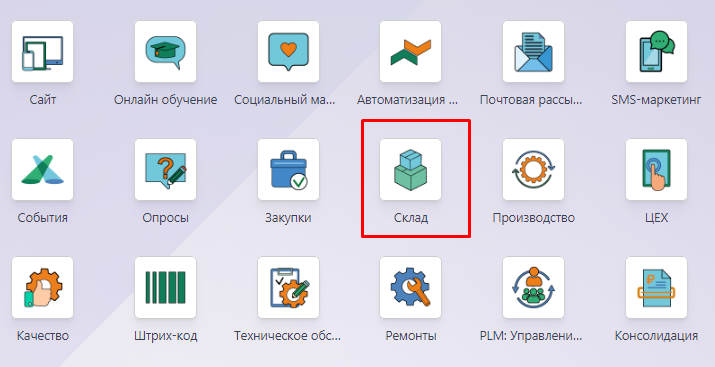 Сайт
Онлайн обучение
Социальный ма...
Автоматизация ...
Почтовая рассы...
SMS-маркетинг
События
Опросы
Закупки
Склад
Производство
ЦЕХ
Качество
Штрих-код
Техническое обс...
Ремонты
PLM: Управлени...
Консолидация